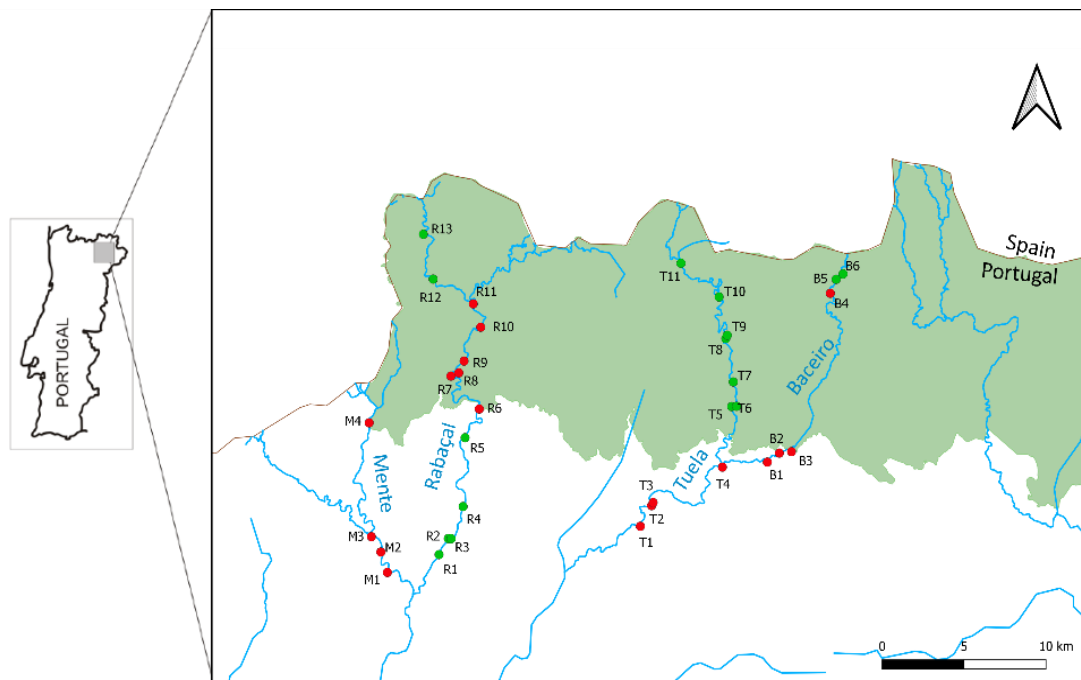 Spain
Portugal
R13
T11
B6
B5
R12
T10
B4
R11
R10
T9
T8
Baceiro
R9
R8
R7
T7
PORTUGAL
R6
T5
T6
M4
Rabaçal
R5
B2
B3
Mente
Tuela
B1
T4
T3
R4
T2
T1
M3
R2
R3
M2
R1
M1
0
5
10 km